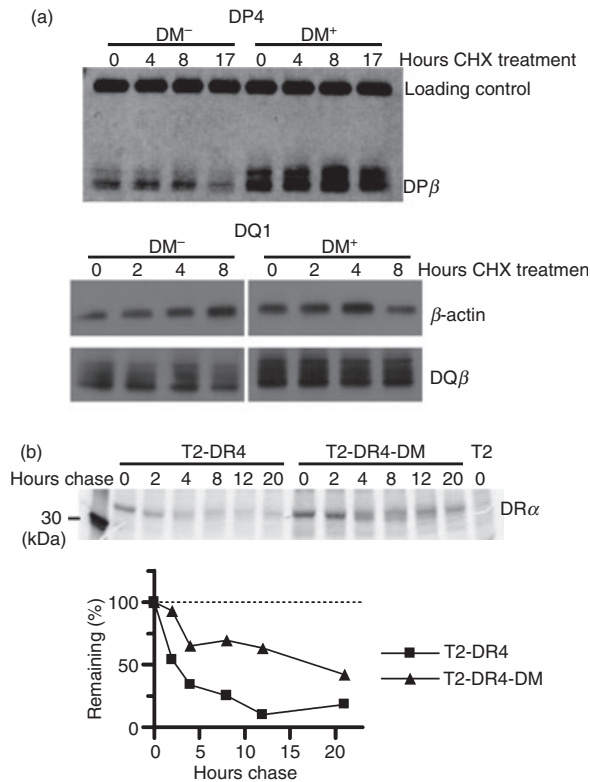 (a)
DP4
DM⁻ DM⁺
0 4 8 17 0 4 8 17 Hours CHX treatment
Loading control
DPβ
DQ1
DM⁻ DM⁺
0 2 4 8 0 2 4 8 Hours CHX treatmen
β-actin
DQβ
(b)
T2-DR4 T2-DR4-DM T2
Hours chase 0 2 4 8 12 20 0 2 4 8 12 20 0
DRα
30
(kDa)
100
50
0
Remaining (%)
0 5 10 15 20
Hours chase
T2-DR4
T2-DR4-DM